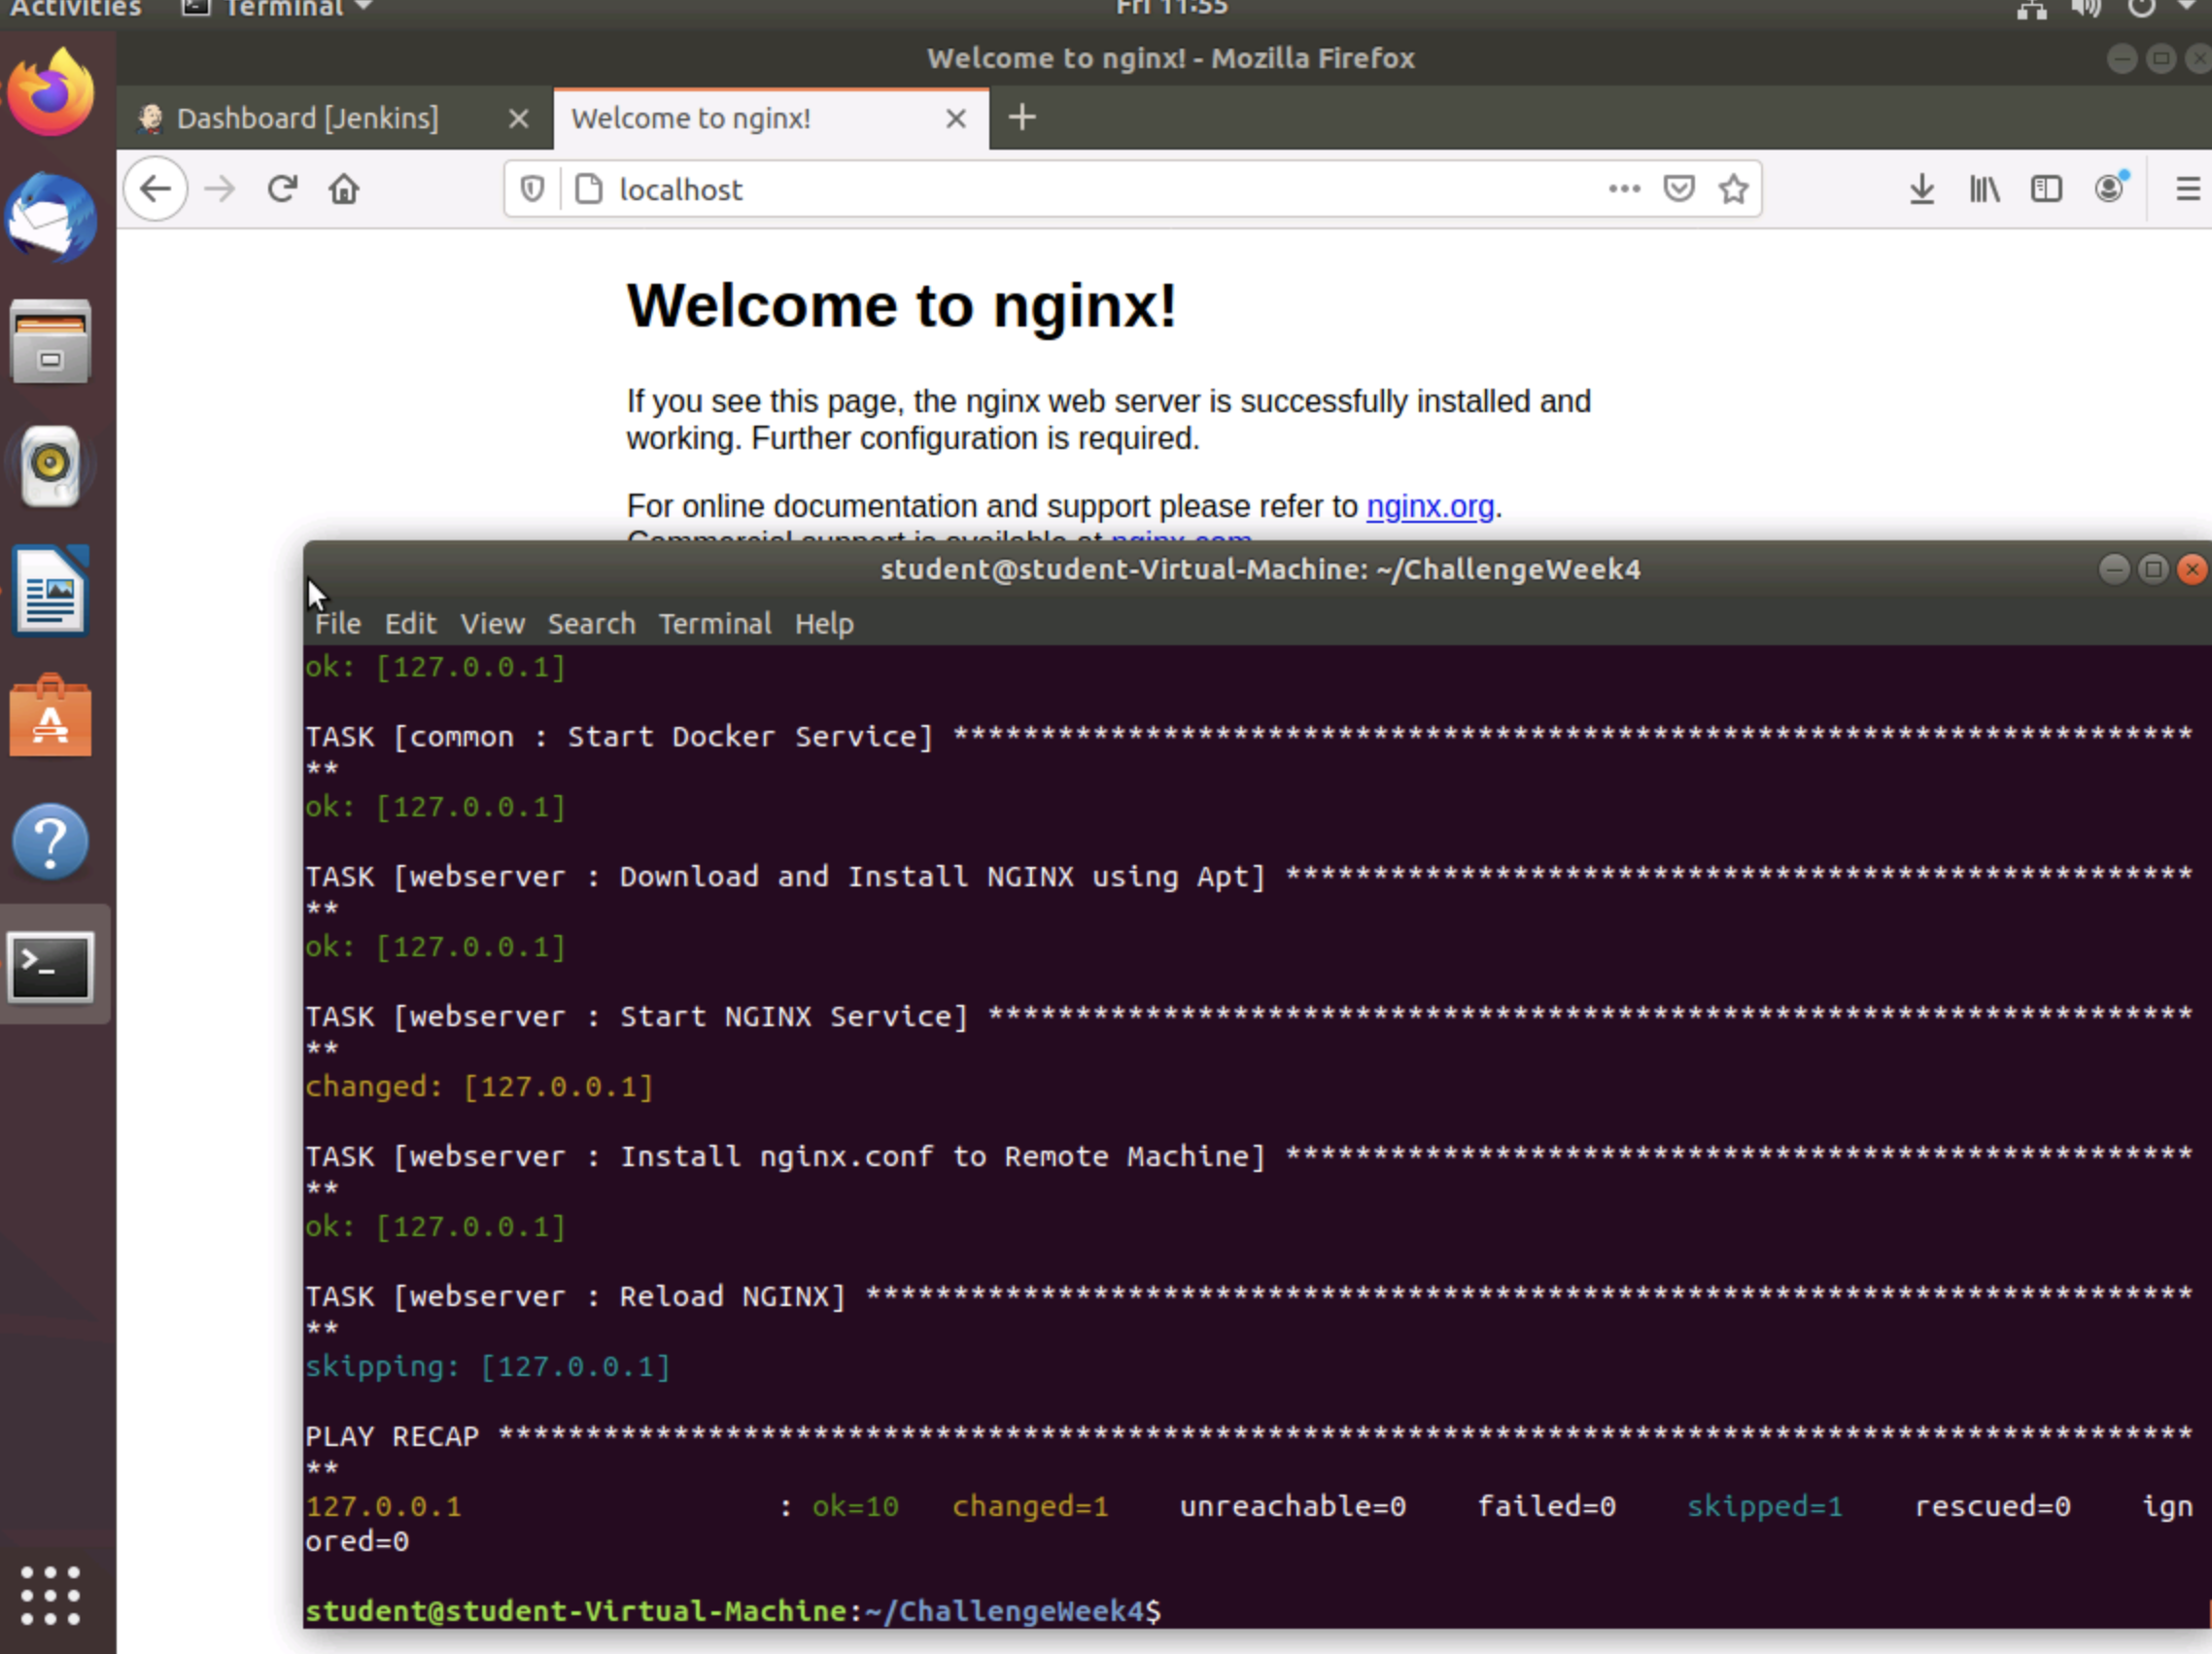 Activities Terminal Fri 11:55
Welcome to nginx! - Mozilla Firefox
Dashboard [Jenkins] Welcome to nginx!
localhost
Welcome to nginx!
If you see this page, the nginx web server is successfully installed and
working. Further configuration is required.
For online documentation and support please refer to nginx.org.
Commercial support is available at nginx.com
student@student-Virtual-Machine: ~/ChallengeWeek4
File Edit View Search Terminal Help
ok: [127.0.0.1]
TASK [common : Start Docker Service] ***********************************************************************
**
ok: [127.0.0.1]
TASK [webserver : Download and Install NGINX using Apt] ****************************************************
**
ok: [127.0.0.1]
TASK [webserver : Start NGINX Service] *********************************************************************
**
changed: [127.0.0.1]
TASK [webserver : Install nginx.conf to Remote Machine] ****************************************************
**
ok: [127.0.0.1]
TASK [webserver : Reload NGINX] ****************************************************************************
**
skipping: [127.0.0.1]
PLAY RECAP *************************************************************************************************
**
127.0.0.1 : ok=10 changed=1 unreachable=0 failed=0 skipped=1 rescued=0 ign
ored=0
student@student-Virtual-Machine:~/ChallengeWeek4$